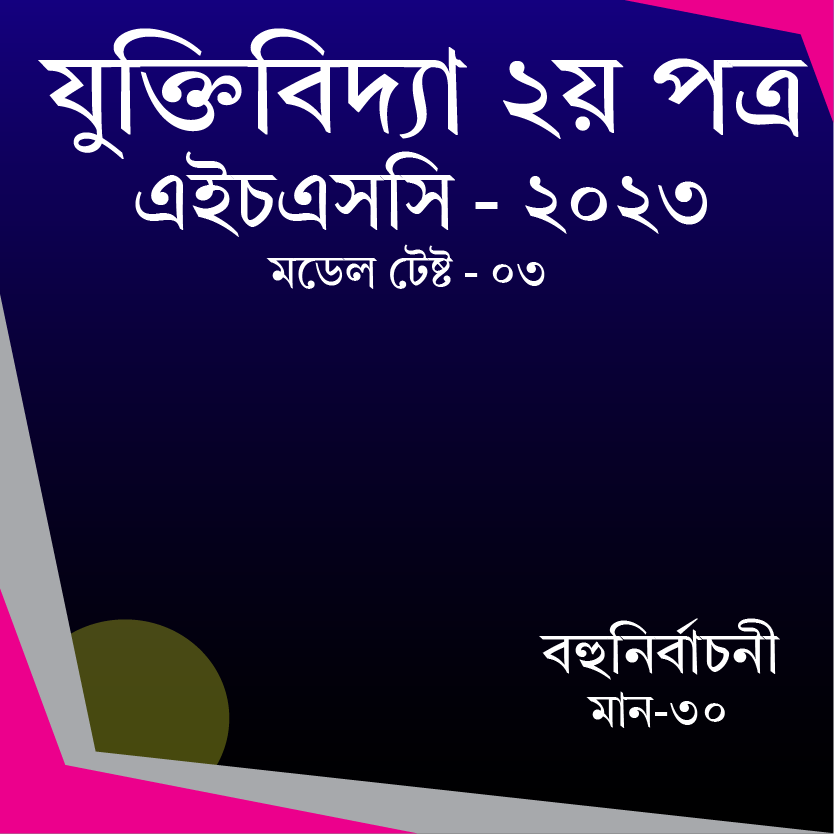 যুক্তিবিদ্যা ২য় পত্র
এইচএসসি - ২০২৩
মডেল টেষ্ট - ০৩
বহুনির্বাচনী
মান-৩০